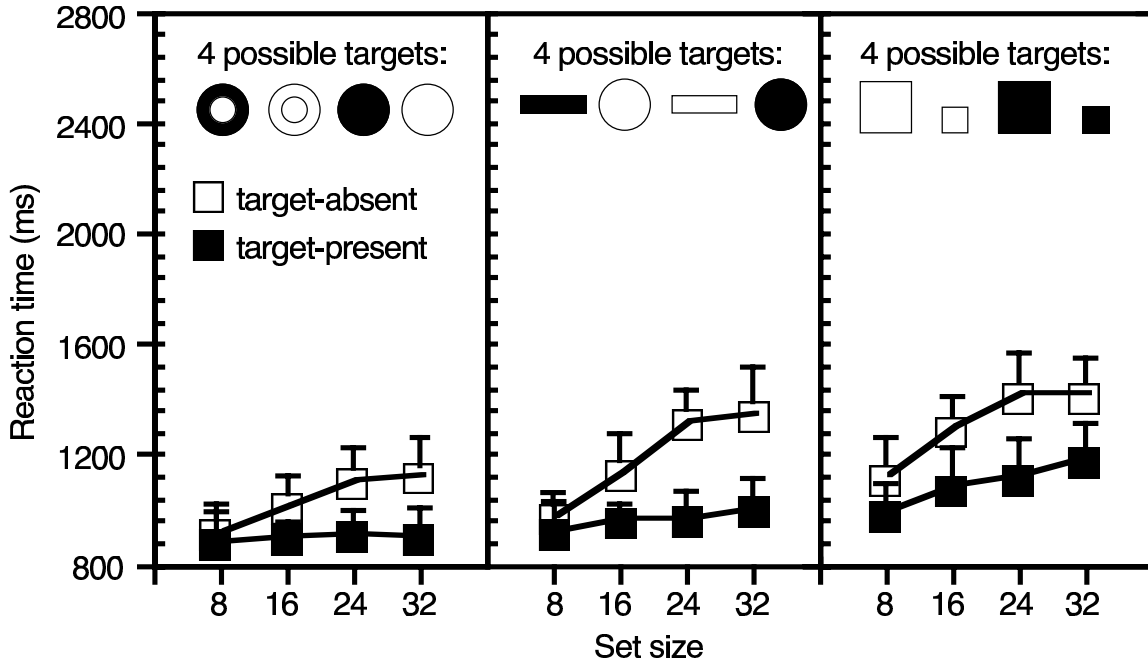 2800
2400
2000
1600
1200
800
Reaction time (ms)
4 possible targets:
target-absent
target-present
4 possible targets:
4 possible targets:
8 16 24 32
8 16 24 32
8 16 24 32
Set size